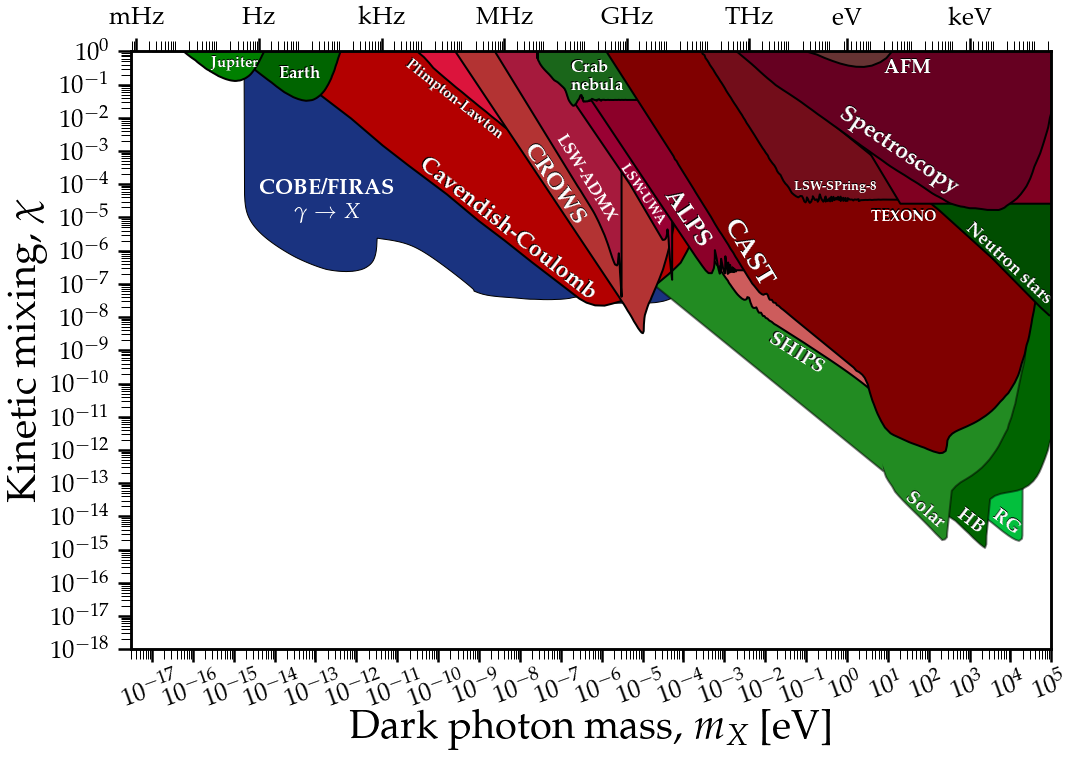 mHz Hz kHz MHz GHz THz eV keV
10⁰
10⁻¹
10⁻²
10⁻³
10⁻⁴
10⁻⁵
10⁻⁶
10⁻⁷
10⁻⁸
10⁻⁹
10⁻¹⁰
10⁻¹¹
10⁻¹²
10⁻¹³
10⁻¹⁴
10⁻¹⁵
10⁻¹⁶
10⁻¹⁷
10⁻¹⁸
Kinetic mixing, χ
Jupiter
Earth
COBE/FIRAS
γ → X
Plimpton-Lawton
Cavendish-Coulomb
CROWS
LSW-ADMX
Crab
nebula
LSW-UWA
ALPS
CAST
SHIPS
AFM
Spectroscopy
LSW-SPring-8
TEXONO
Neutron stars
Solar
HB
RG
10⁻¹⁷ 10⁻¹⁶ 10⁻¹⁵ 10⁻¹⁴ 10⁻¹³ 10⁻¹² 10⁻¹¹ 10⁻¹⁰ 10⁻⁹ 10⁻⁸ 10⁻⁷ 10⁻⁶ 10⁻⁵ 10⁻⁴ 10⁻³ 10⁻² 10⁻¹ 10⁰ 10¹ 10² 10³ 10⁴ 10⁵
Dark photon mass, m_X [eV]